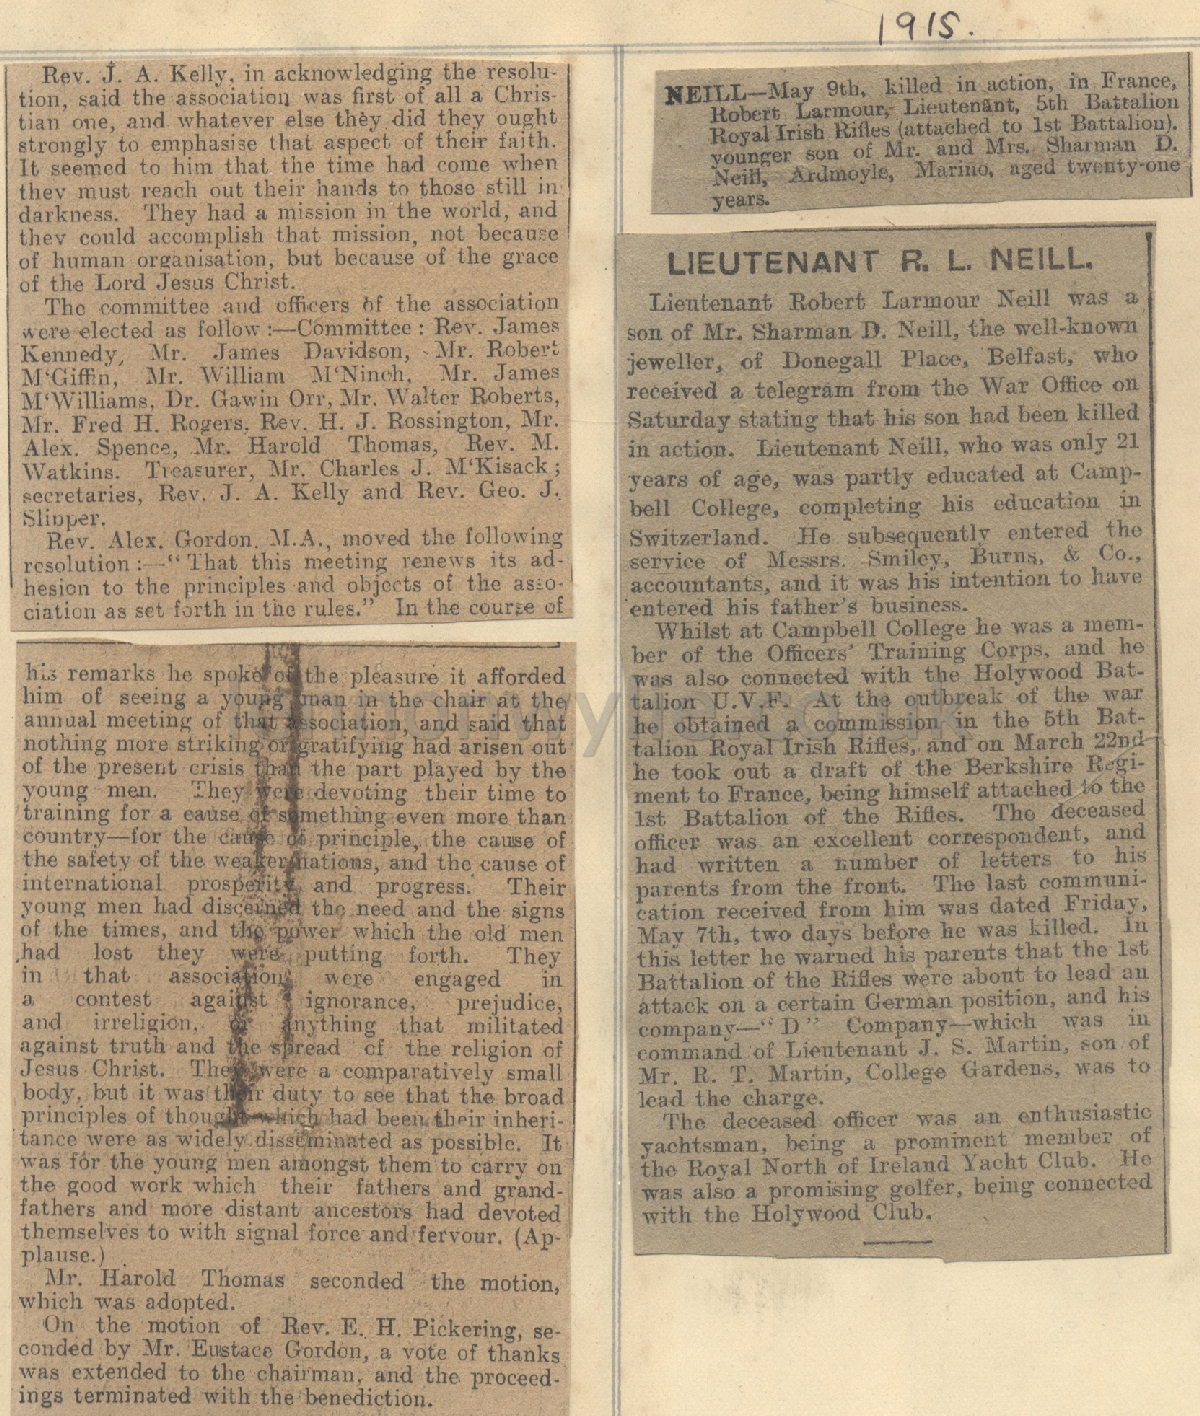 1915.
Rev. J. A. Kelly, in acknowledging the resolu-
tion, said the association was first of all a Chris-
tian one, and whatever else they did they ought
strongly to emphasise that aspect of their faith.
It seemed to him that the time had come when
they must reach out their hands to those still in
darkness. They had a mission in the world, and
they could accomplish that mission, not because
of human organisation, but because of the grace
of the Lord Jesus Christ.
The committee and officers of the association
were elected as follow :—Committee : Rev. James
Kennedy, Mr. James Davidson, Mr. Robert
M'Giffin, Mr. William M'Ninch, Mr. James
M'Williams, Dr. Gawin Orr, Mr. Walter Roberts,
Mr. Fred H. Rogers, Rev. H. J. Rossington, Mr.
Alex. Spence, Mr. Harold Thomas, Rev. M.
Watkins. Treasurer, Mr. Charles J. M'Kisack ;
secretaries, Rev. J. A. Kelly and Rev. Geo. J.
Slipper.
Rev. Alex. Gordon, M.A., moved the following
resolution :—"That this meeting renews its ad-
hesion to the principles and objects of the asso-
ciation as set forth in the rules." In the course of
his remarks he spoke of the pleasure it afforded
him of seeing a young man in the chair at the
annual meeting of that association, and said that
nothing more striking or gratifying had arisen out
of the present crisis than the part played by the
young men. They were devoting their time to
training for a cause of something even more than
country—for the cause of principle, the cause of
the safety of the weaker nations, and the cause of
international prosperity and progress. Their
young men had discerned the need and the signs
of the times, and the power which the old men
had lost they were putting forth. They
in that association were engaged in
a contest against ignorance, prejudice,
and irreligion, or anything that militated
against truth and the spread of the religion of
Jesus Christ. They were a comparatively small
body, but it was their duty to see that the broad
principles of thought which had been their inheri-
tance were as widely disseminated as possible. It
was for the young men amongst them to carry on
the good work which their fathers and grand-
fathers and more distant ancestors had devoted
themselves to with signal force and fervour. (Ap-
plause.)
Mr. Harold Thomas seconded the motion,
which was adopted.
On the motion of Rev. E. H. Pickering, se-
conded by Mr. Eustace Gordon, a vote of thanks
was extended to the chairman, and the proceed-
ings terminated with the benediction.
NEILL—May 9th, killed in action, in France,
Robert Larmour, Lieutenant, 5th Battalion
Royal Irish Rifles (attached to 1st Battalion),
younger son of Mr. and Mrs. Sharman D.
Neill, Ardmoyle, Marino, aged twenty-one
years.
LIEUTENANT R. L. NEILL.
Lieutenant Robert Larmour Neill was a
son of Mr. Sharman D. Neill, the well-known
jeweller, of Donegall Place, Belfast, who
received a telegram from the War Office on
Saturday stating that his son had been killed
in action. Lieutenant Neill, who was only 21
years of age, was partly educated at Camp-
bell College, completing his education in
Switzerland. He subsequently entered the
service of Messrs. Smiley, Burns, & Co.,
accountants, and it was his intention to have
entered his father's business.
Whilst at Campbell College he was a mem-
ber of the Officers' Training Corps, and he
was also connected with the Holywood Bat-
talion U.V.F. At the outbreak of the war
he obtained a commission in the 5th Bat-
talion Royal Irish Rifles, and on March 22nd
he took out a draft of the Berkshire Regi-
ment to France, being himself attached to the
1st Battalion of the Rifles. The deceased
officer was an excellent correspondent, and
had written a number of letters to his
parents from the front. The last communi-
cation received from him was dated Friday,
May 7th, two days before he was killed. In
this letter he warned his parents that the 1st
Battalion of the Rifles were about to lead an
attack on a certain German position, and his
company—"D" Company—which was in
command of Lieutenant J. S. Martin, son of
Mr. R. T. Martin, College Gardens, was to
lead the charge.
The deceased officer was an enthusiastic
yachtsman, being a prominent member of
the Royal North of Ireland Yacht Club. He
was also a promising golfer, being connected
with the Holywood Club.